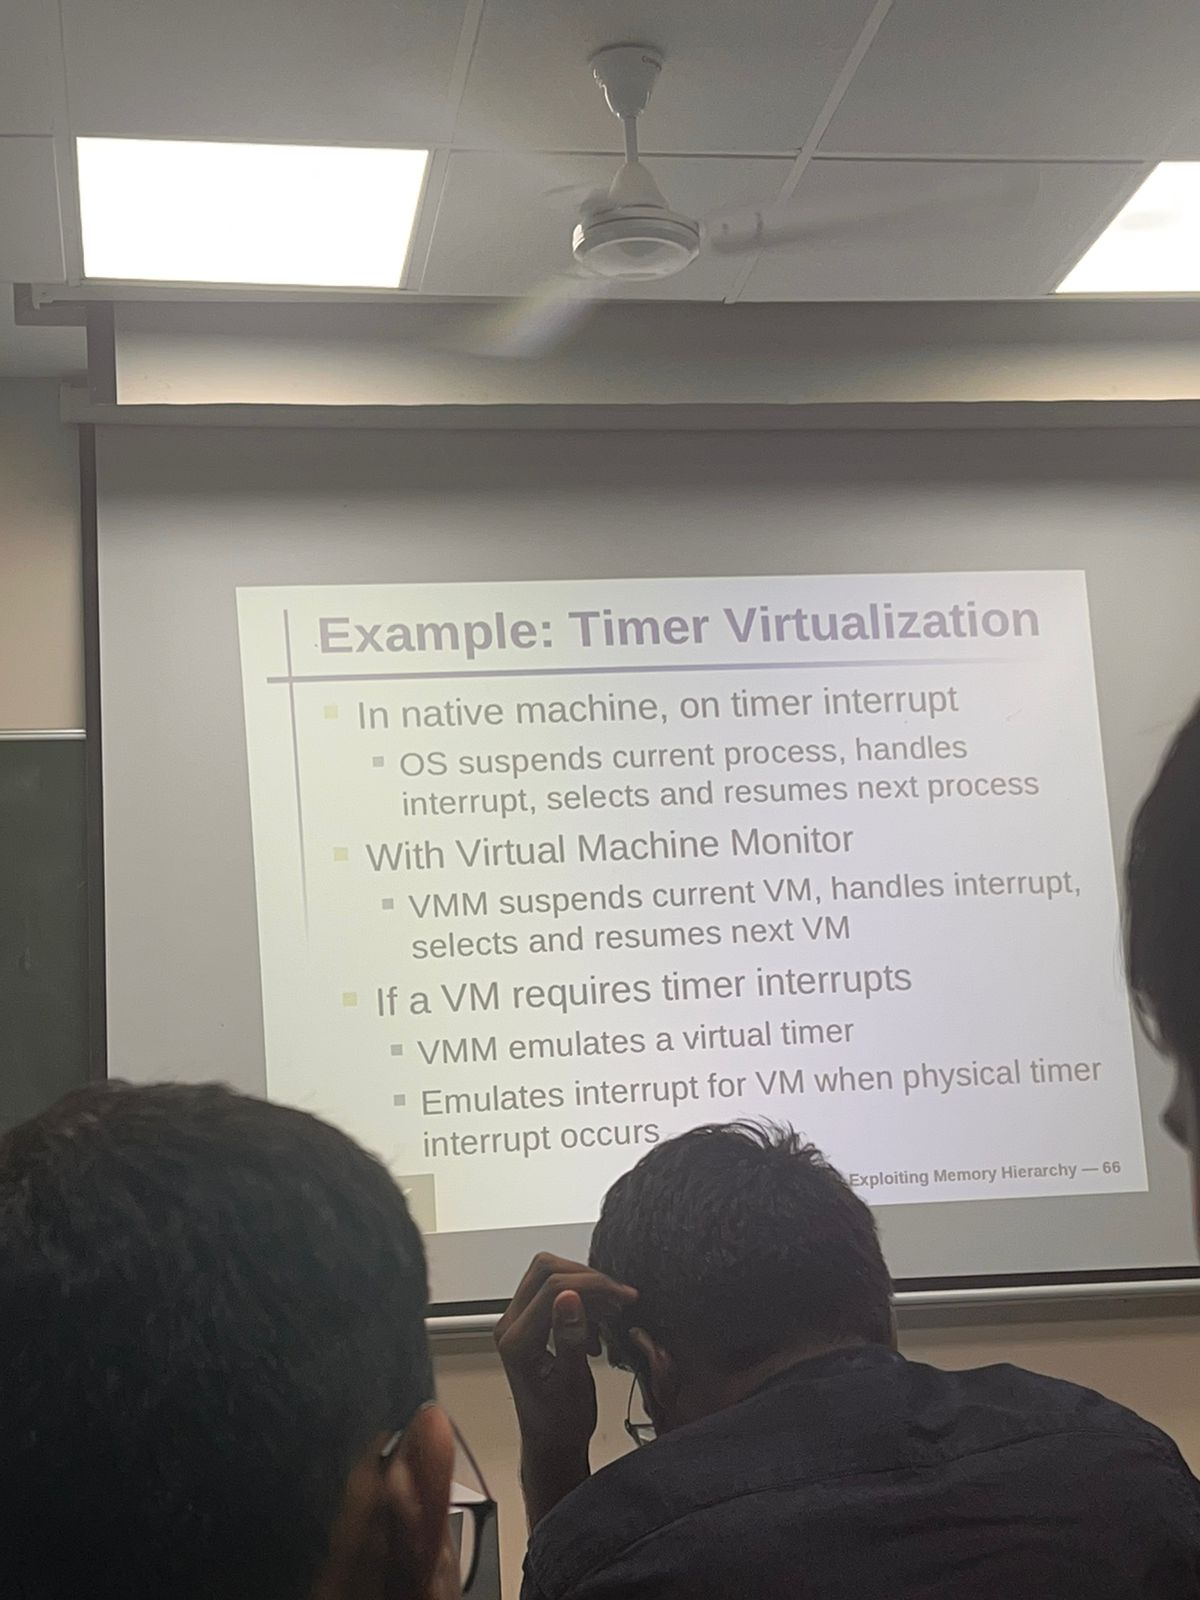 Example: Timer Virtualization
In native machine, on timer interrupt
OS suspends current process, handles
interrupt, selects and resumes next process
With Virtual Machine Monitor
VMM suspends current VM, handles interrupt,
selects and resumes next VM
If a VM requires timer interrupts
VMM emulates a virtual timer
Emulates interrupt for VM when physical timer
interrupt occurs
Exploiting Memory Hierarchy — 66